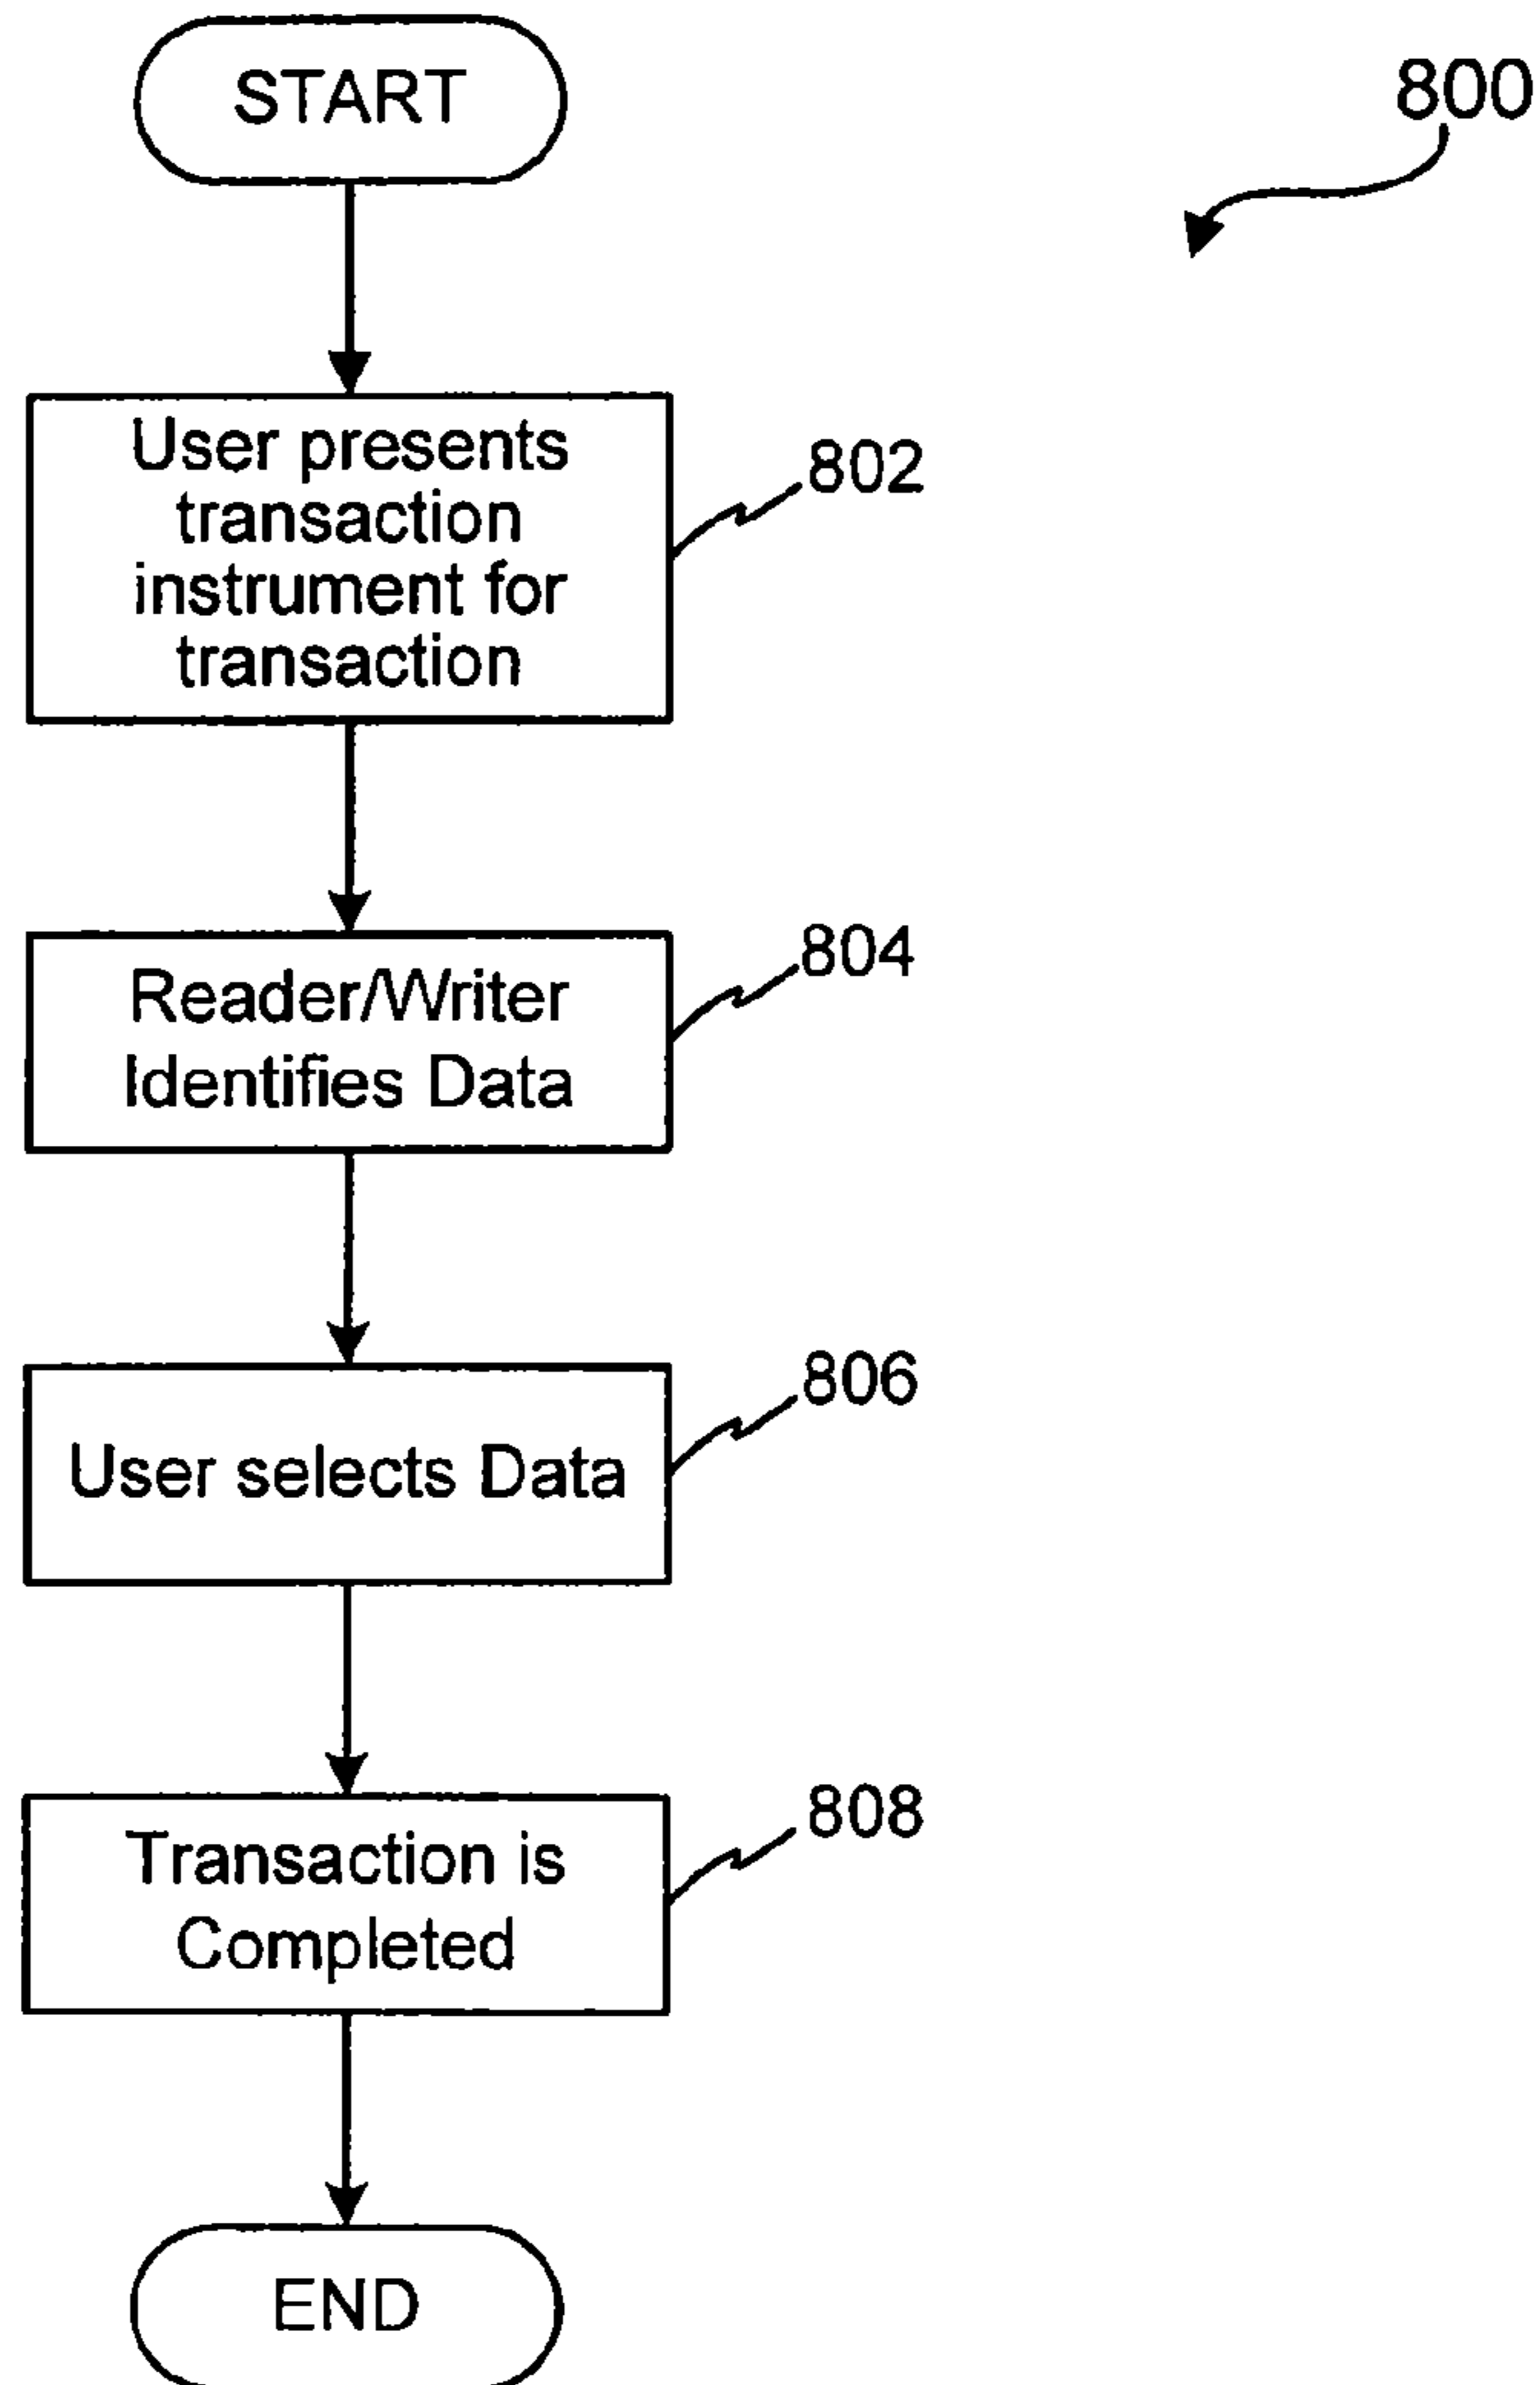 START
800
User presents
transaction
instrument for
transaction
802
Reader/Writer
Identifies Data
804
User selects Data
806
Transaction is
Completed
808
END